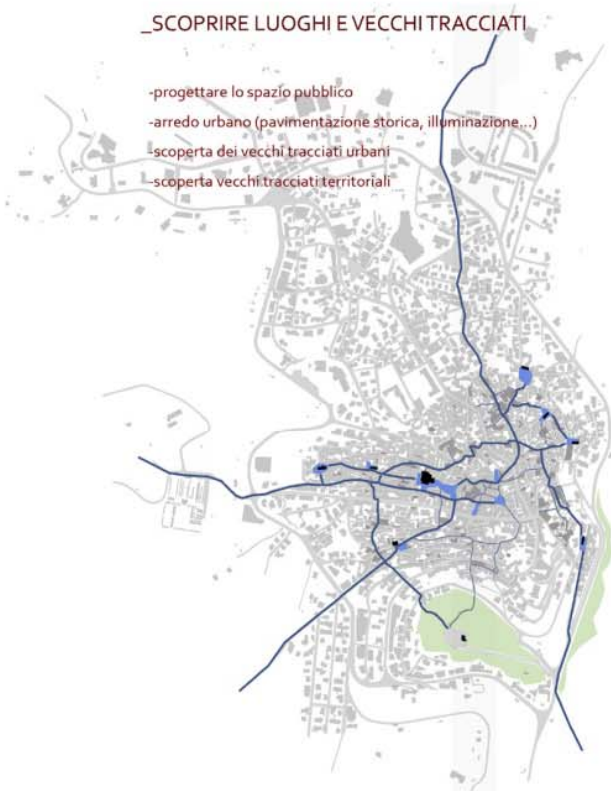 _SCOPRIRE LUOGHI E VECCHI TRACCIATI
-progettare lo spazio pubblico
-arredo urbano (pavimentazione storica, illuminazione...)
-scoperta dei vecchi tracciati urbani
-scoperta vecchi tracciati territoriali